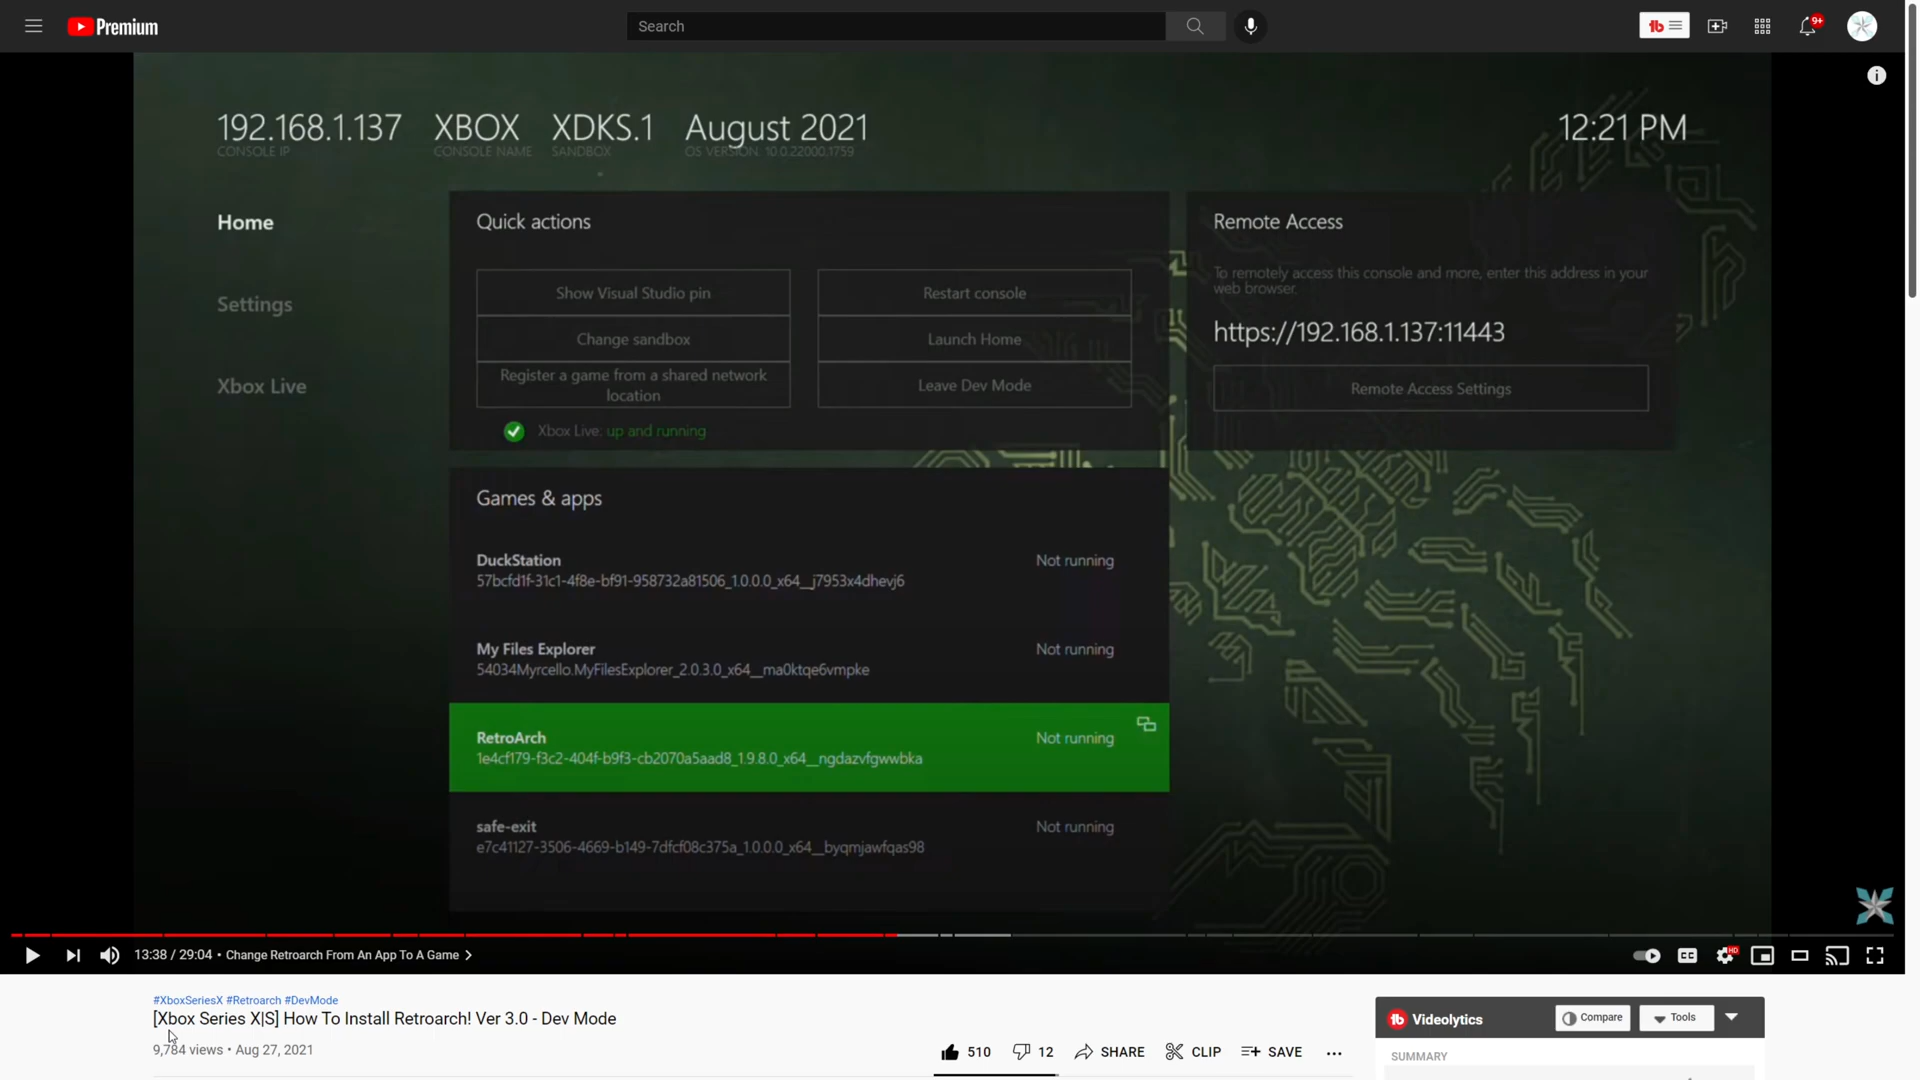 Premium
Search
9+
192.168.1.137 XBOX XDKS.1 August 2021
CONSOLE IP CONSOLE NAME SANDBOX OS VERSION: 10.0.22000.1759
12:21 PM
Home
Settings
Xbox Live
Quick actions
Show Visual Studio pin
Restart console
Change sandbox
Launch Home
Register a game from a shared network
location
Leave Dev Mode
Xbox Live: up and running
Remote Access
To remotely access this console and more, enter this address in your
web browser.
https://192.168.1.137:11443
Remote Access Settings
Games & apps
DuckStation Not running
57bcfd1f-31c1-4f8e-bf91-958732a81506_1.0.0.0_x64__j7953x4dhevj6
My Files Explorer Not running
54034Myrcello.MyFilesExplorer_2.0.3.0_x64__ma0ktqe6vmpke
RetroArch Not running
1e4cf179-f3c2-404f-b9f3-cb2070a5aad8_1.9.8.0_x64__ngdazvfgwwbka
safe-exit Not running
e7c41127-3506-4669-b149-7dfcf08c375a_1.0.0.0_x64__byqmjawfqas98
13:38 / 29:04 • Change Retroarch From An App To A Game >
CC HD
#XboxSeriesX #Retroarch #DevMode
[Xbox Series X|S] How To Install Retroarch! Ver 3.0 - Dev Mode
9,784 views • Aug 27, 2021
510 12 SHARE CLIP SAVE ...
Videolytics Compare Tools
SUMMARY